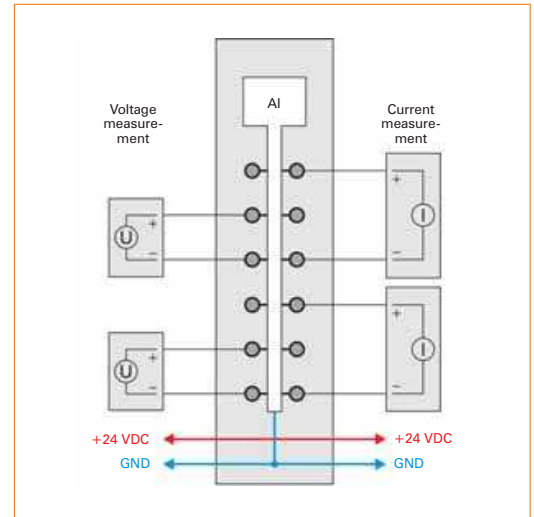 Voltage
measure-
ment
AI
Current
measure-
ment
+
U
−
+
I
−
+
U
−
+
I
−
+24 VDC
+24 VDC
GND
GND